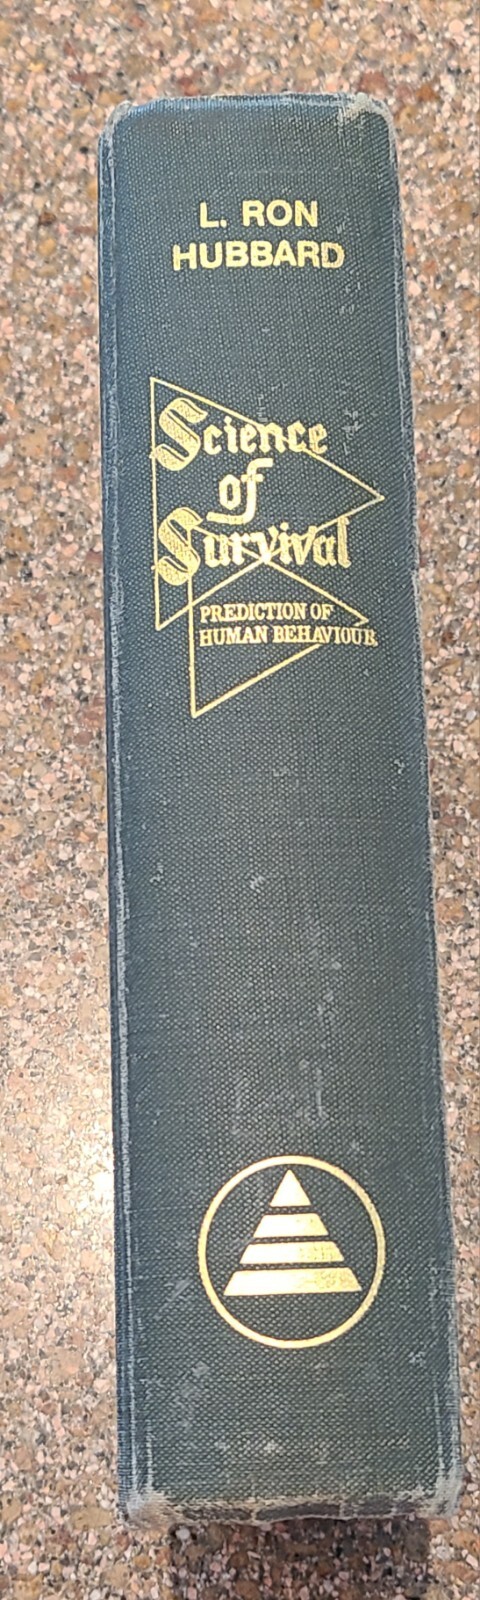 L. RON
HUBBARD
Science
of
Survival
PREDICTION OF
HUMAN BEHAVIOUR